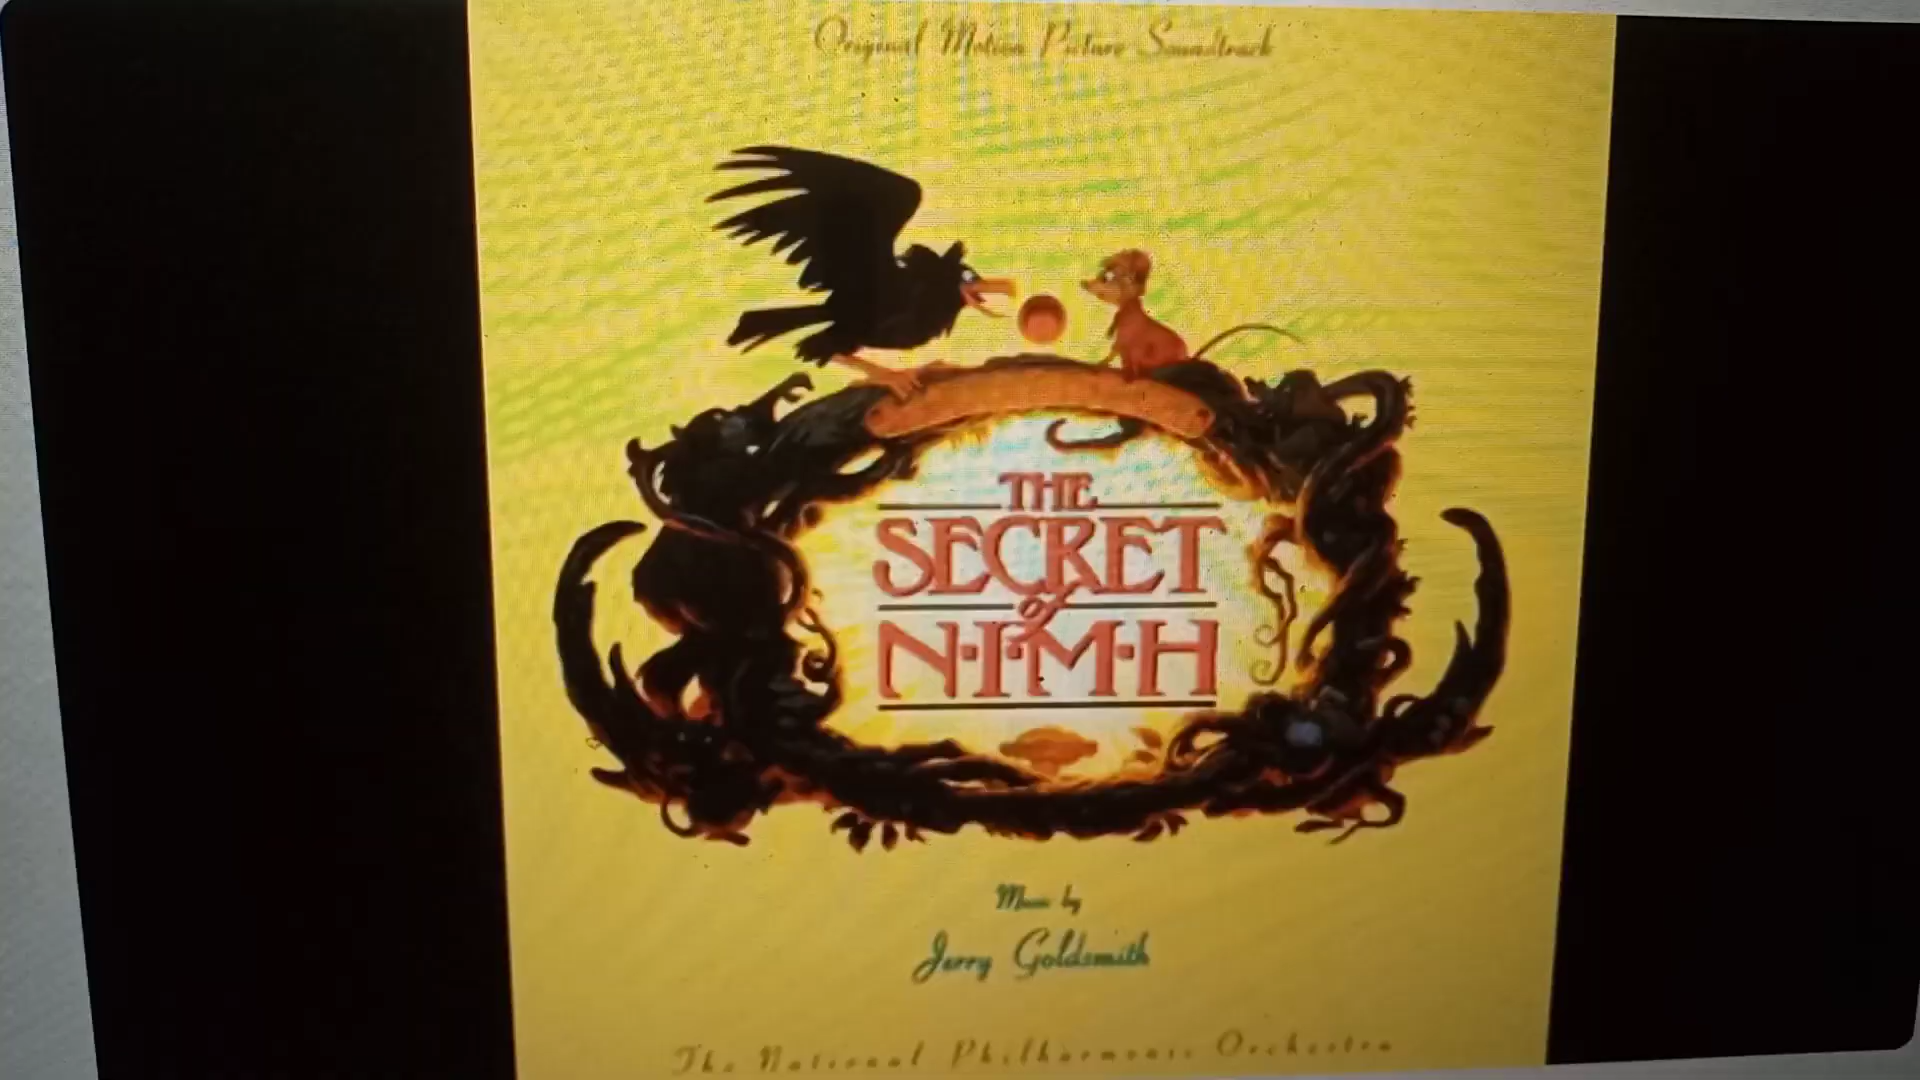 Original Motion Picture Soundtrack
THE
SECRET
of
N·I·M·H
Music by
Jerry Goldsmith
The National Philharmonic Orchestra